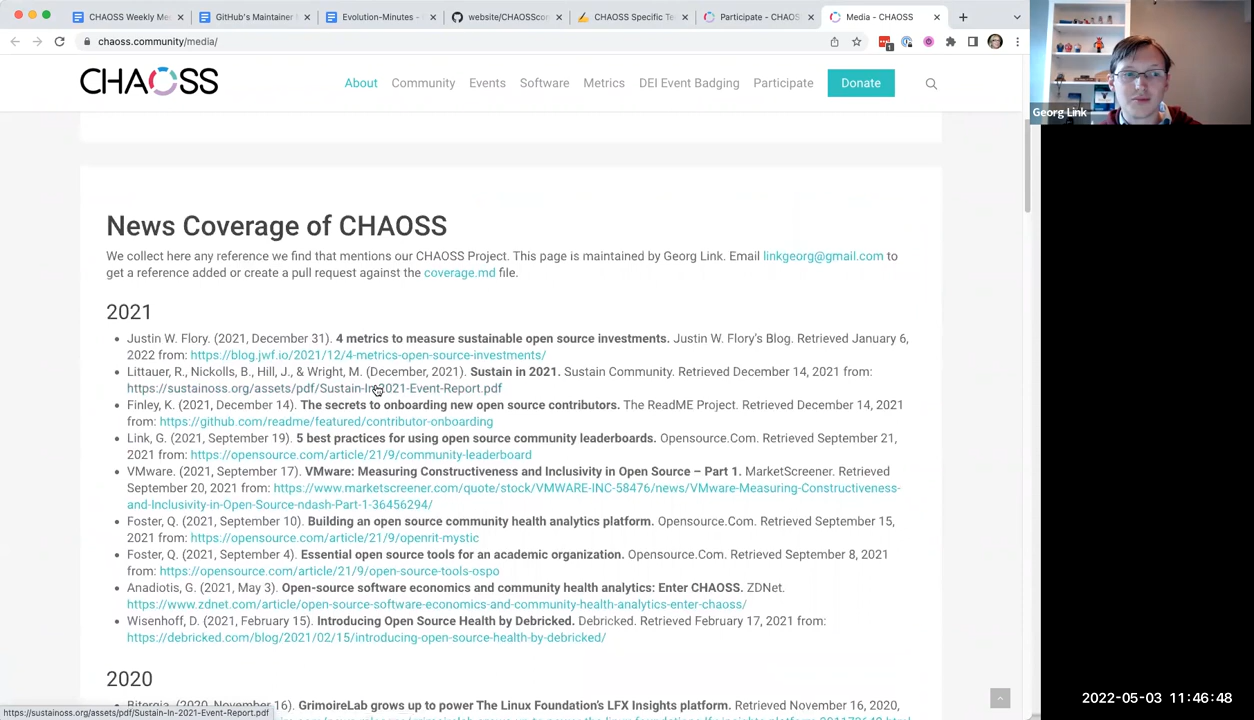 CHAOSS Weekly Me
GitHub's Maintainer
Evolution-Minutes -
website/CHAOSScon
CHAOSS Specific Te
Participate - CHAOS
Media - CHAOSS
chaoss.community/media/
1
CHAOSS
About
Community
Events
Software
Metrics
DEI Event Badging
Participate
Donate
Georg Link
News Coverage of CHAOSS
We collect here any reference we find that mentions our CHAOSS Project. This page is maintained by Georg Link. Email linkgeorg@gmail.com to
get a reference added or create a pull request against the coverage.md file.
2021
• Justin W. Flory. (2021, December 31). 4 metrics to measure sustainable open source investments. Justin W. Flory's Blog. Retrieved January 6,
2022 from: https://blog.jwf.io/2021/12/4-metrics-open-source-investments/
• Littauer, R., Nickolls, B., Hill, J., & Wright, M. (December, 2021). Sustain in 2021. Sustain Community. Retrieved December 14, 2021 from:
https://sustainoss.org/assets/pdf/Sustain-In-2021-Event-Report.pdf
• Finley, K. (2021, December 14). The secrets to onboarding new open source contributors. The ReadME Project. Retrieved December 14, 2021
from: https://github.com/readme/featured/contributor-onboarding
• Link, G. (2021, September 19). 5 best practices for using open source community leaderboards. Opensource.Com. Retrieved September 21,
2021 from: https://opensource.com/article/21/9/community-leaderboard
• VMware. (2021, September 17). VMware: Measuring Constructiveness and Inclusivity in Open Source – Part 1. MarketScreener. Retrieved
September 20, 2021 from: https://www.marketscreener.com/quote/stock/VMWARE-INC-58476/news/VMware-Measuring-Constructiveness-
and-Inclusivity-in-Open-Source-ndash-Part-1-36456294/
• Foster, Q. (2021, September 10). Building an open source community health analytics platform. Opensource.Com. Retrieved September 15,
2021 from: https://opensource.com/article/21/9/openrit-mystic
• Foster, Q. (2021, September 4). Essential open source tools for an academic organization. Opensource.Com. Retrieved September 8, 2021
from: https://opensource.com/article/21/9/open-source-tools-ospo
• Anadiotis, G. (2021, May 3). Open-source software economics and community health analytics: Enter CHAOSS. ZDNet.
https://www.zdnet.com/article/open-source-software-economics-and-community-health-analytics-enter-chaoss/
• Wisenhoff, D. (2021, February 15). Introducing Open Source Health by Debricked. Debricked. Retrieved February 17, 2021 from:
https://debricked.com/blog/2021/02/15/introducing-open-source-health-by-debricked/
2020
• Bitergia. (2020, November 16). GrimoireLab grows up to power The Linux Foundation's LFX Insights platform. Retrieved November 16, 2020,
https://sustainoss.org/assets/pdf/Sustain-In-2021-Event-Report.pdf
2022-05-03 11:46:48